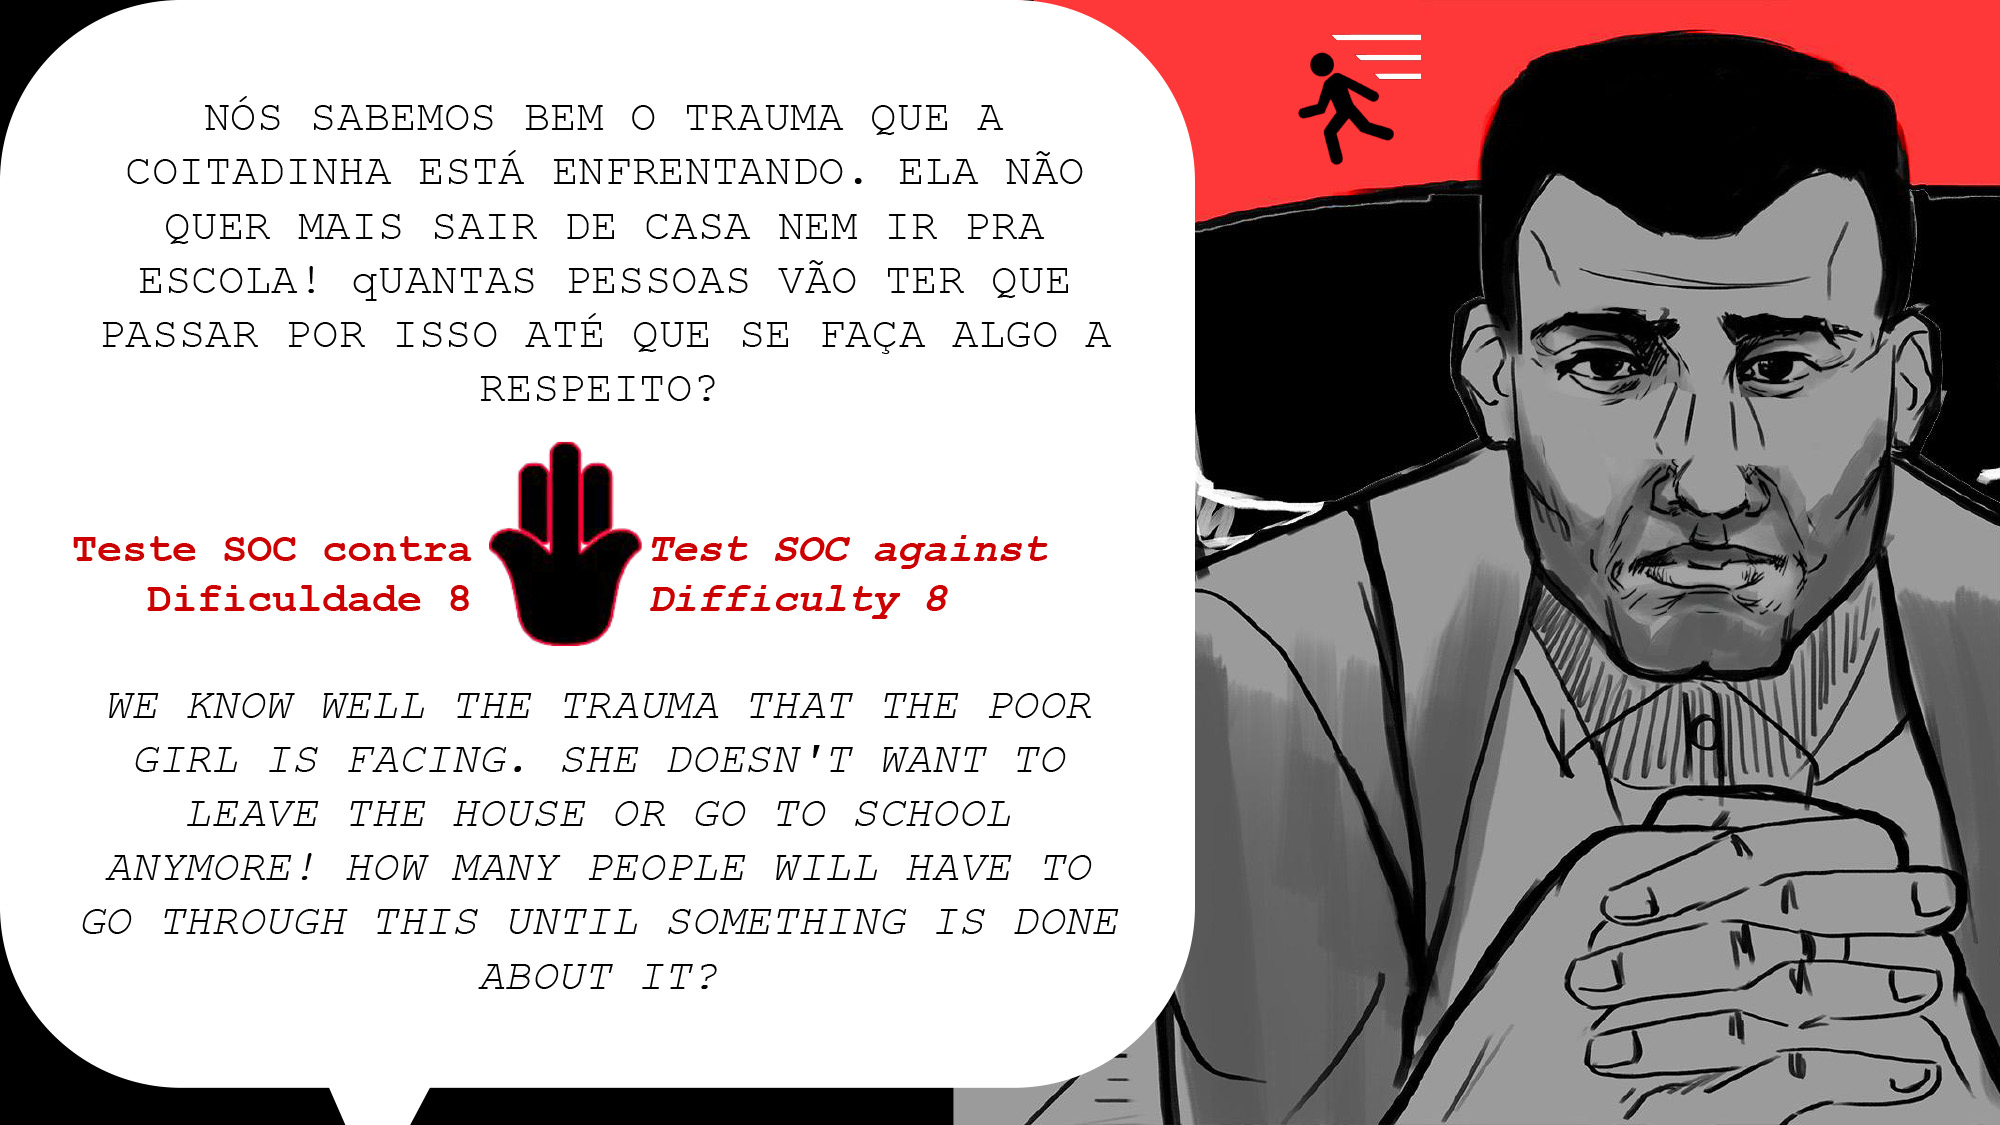 NÓS SABEMOS BEM O TRAUMA QUE A
COITADINHA ESTÁ ENFRENTANDO. ELA NÃO
QUER MAIS SAIR DE CASA NEM IR PRA
ESCOLA! qUANTAS PESSOAS VÃO TER QUE
PASSAR POR ISSO ATÉ QUE SE FAÇA ALGO A
RESPEITO?
Teste SOC contra
Dificuldade 8
Test SOC against
Difficulty 8
WE KNOW WELL THE TRAUMA THAT THE POOR
GIRL IS FACING. SHE DOESN'T WANT TO
LEAVE THE HOUSE OR GO TO SCHOOL
ANYMORE! HOW MANY PEOPLE WILL HAVE TO
GO THROUGH THIS UNTIL SOMETHING IS DONE
ABOUT IT?